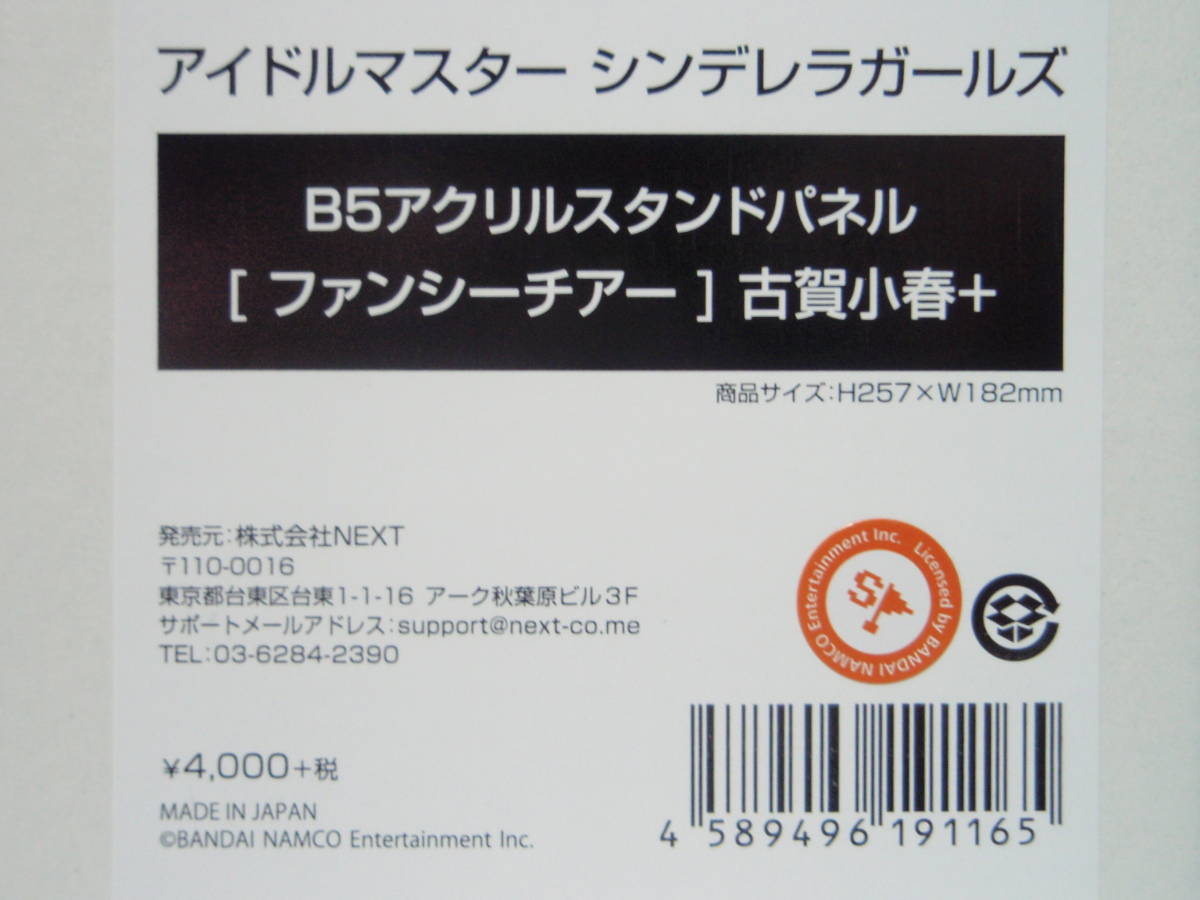 アイドルマスター シンデレラガールズ
B5アクリルスタンドパネル
[ ファンシーチアー ] 古賀小春+
商品サイズ:H257×W182mm
発売元:株式会社NEXT
〒110-0016
東京都台東区台東1-1-16 アーク秋葉原ビル3F
サポートメールアドレス:support@next-co.me
TEL:03-6284-2390
Licensed by BANDAI NAMCO Entertainment Inc.
S
¥4,000+税
MADE IN JAPAN
©BANDAI NAMCO Entertainment Inc.
4 589496 191165